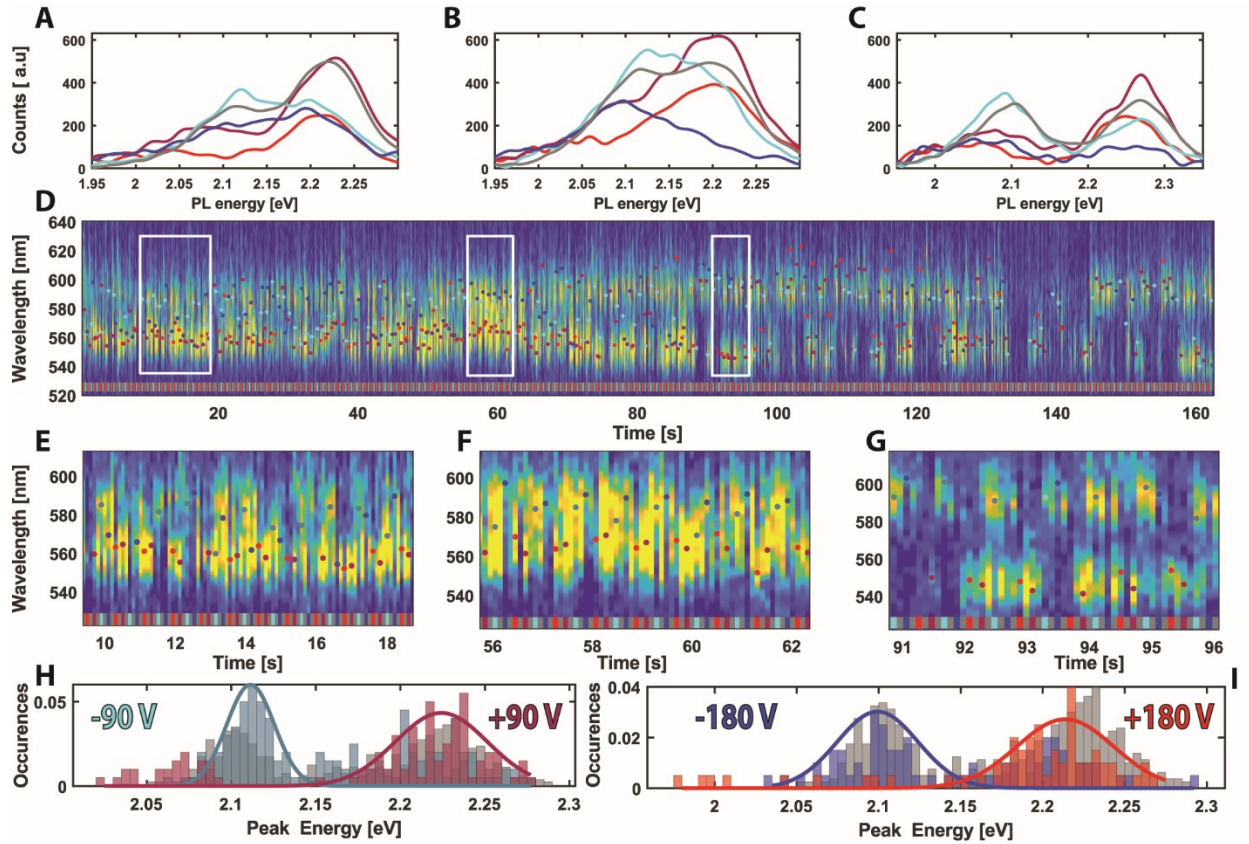 A B C
Counts [ a.u]
600 600 600
400 400 400
200 200 200
0 0 0
1.95 2 2.05 2.1 2.15 2.2 2.25
1.95 2 2.05 2.1 2.15 2.2 2.25
2 2.1 2.2 2.3
PL energy [eV] PL energy [eV] PL energy [eV]
D
Wavelength [nm]
640
620
600
580
560
540
520
20 40 60 80 100 120 140 160
Time [s]
E F G
Wavelength [nm]
600 600
580 580
560 560
540 540
600
580
560
540
10 12 14 16 18
56 58 60 62
91 92 93 94 95 96
Time [s] Time [s] Time [s]
H I
Occurences
0.05
0
-90 V +90 V
2.05 2.1 2.15 2.2 2.25 2.3
Peak Energy [eV]
Occurences
0.04
0.02
0
-180 V +180 V
2 2.05 2.1 2.15 2.2 2.25 2.3
Peak Energy [eV]